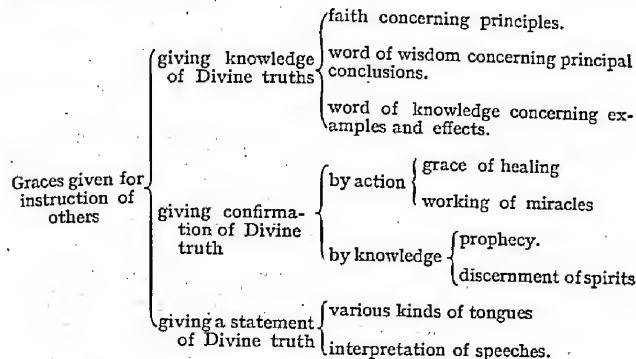 faith concerning principles.
giving knowledge
of Divine truths
word of wisdom concerning principal
conclusions.
word of knowledge concerning ex-
amples and effects.
Graces given for
instruction of
others
giving confirma-
tion of Divine
truth
by action
grace of healing
working of miracles
by knowledge
prophecy.
discernment of spirits
giving a statement
of Divine truth
various kinds of tongues
interpretation of speeches.